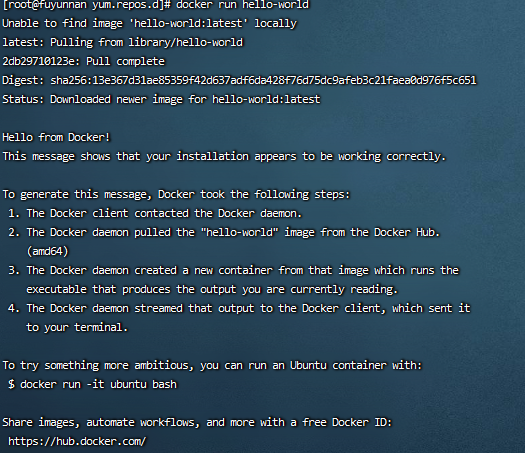 [root@fuyunnan yum.repos.d]# docker run hello-world
Unable to find image 'hello-world:latest' locally
latest: Pulling from library/hello-world
2db29710123e: Pull complete
Digest: sha256:13e367d31ae85359f42d637adf6da428f76d75dc9afeb3c21faea0d976f5c651
Status: Downloaded newer image for hello-world:latest
Hello from Docker!
This message shows that your installation appears to be working correctly.
To generate this message, Docker took the following steps:
1. The Docker client contacted the Docker daemon.
2. The Docker daemon pulled the "hello-world" image from the Docker Hub.
(amd64)
3. The Docker daemon created a new container from that image which runs the
executable that produces the output you are currently reading.
4. The Docker daemon streamed that output to the Docker client, which sent it
to your terminal.
To try something more ambitious, you can run an Ubuntu container with:
$ docker run -it ubuntu bash
Share images, automate workflows, and more with a free Docker ID:
https://hub.docker.com/